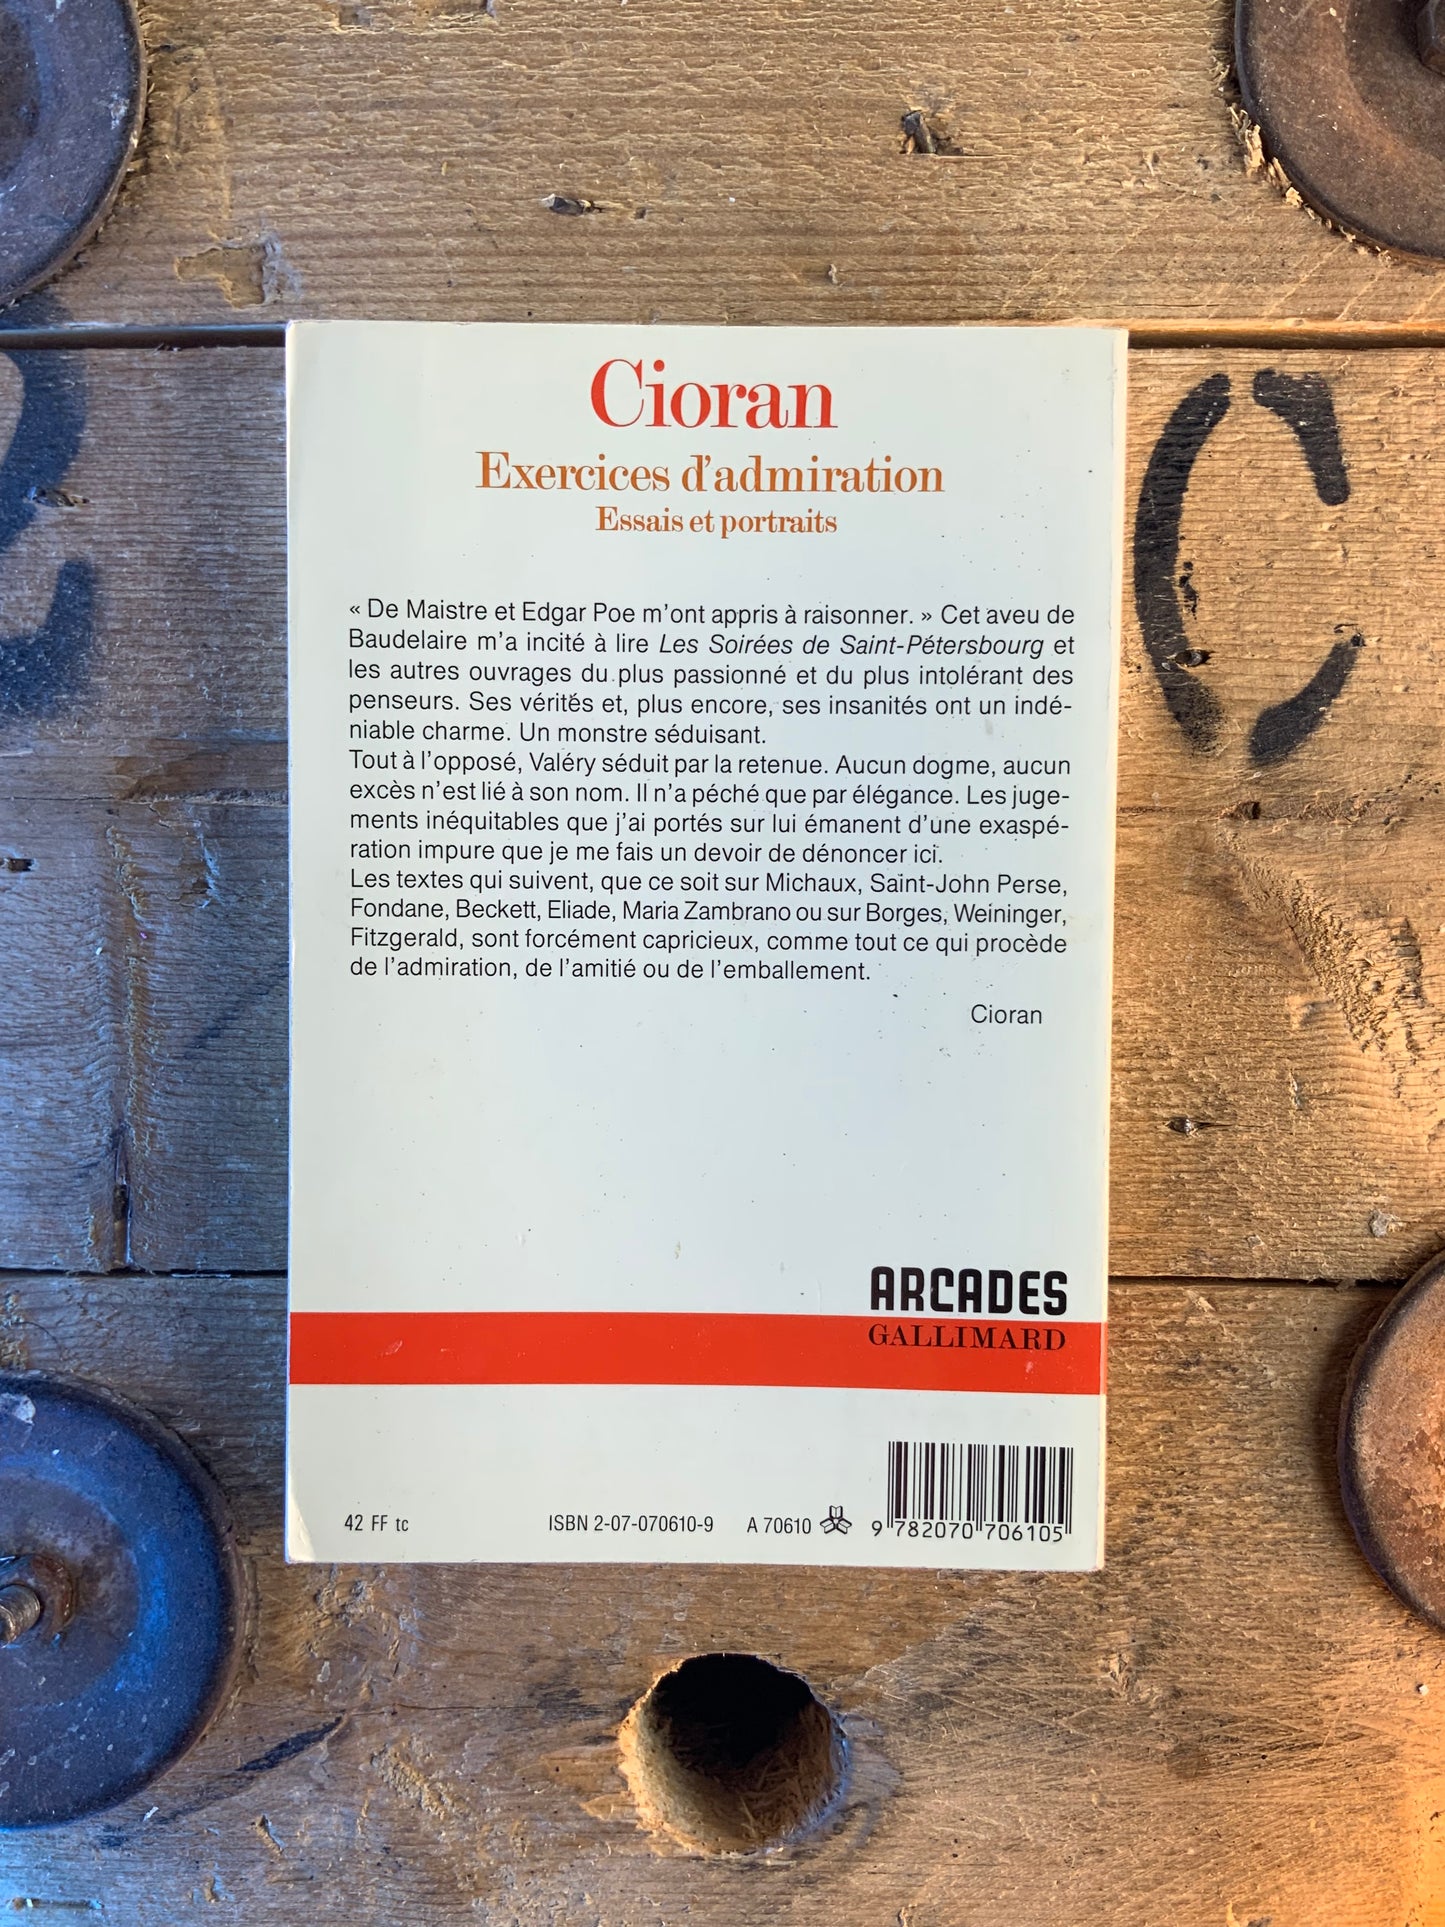 Cioran
Exercices d'admiration
Essais et portraits
« De Maistre et Edgar Poe m'ont appris à raisonner. » Cet aveu de
Baudelaire m'a incité à lire Les Soirées de Saint-Pétersbourg et
les autres ouvrages du plus passionné et du plus intolérant des
penseurs. Ses vérités et, plus encore, ses insanités ont un indé-
niable charme. Un monstre séduisant.
Tout à l'opposé, Valéry séduit par la retenue. Aucun dogme, aucun
excès n'est lié à son nom. Il n'a péché que par élégance. Les juge-
ments inéquitables que j'ai portés sur lui émanent d'une exaspé-
ration impure que je me fais un devoir de dénoncer ici.
Les textes qui suivent, que ce soit sur Michaux, Saint-John Perse,
Fondane, Beckett, Eliade, Maria Zambrano ou sur Borges, Weininger,
Fitzgerald, sont forcément capricieux, comme tout ce qui procède
de l'admiration, de l'amitié ou de l'emballement.
Cioran
ARCADES
GALLIMARD
42 FF tc
ISBN 2-07-070610-9
A 70610
9 782070 706105
C